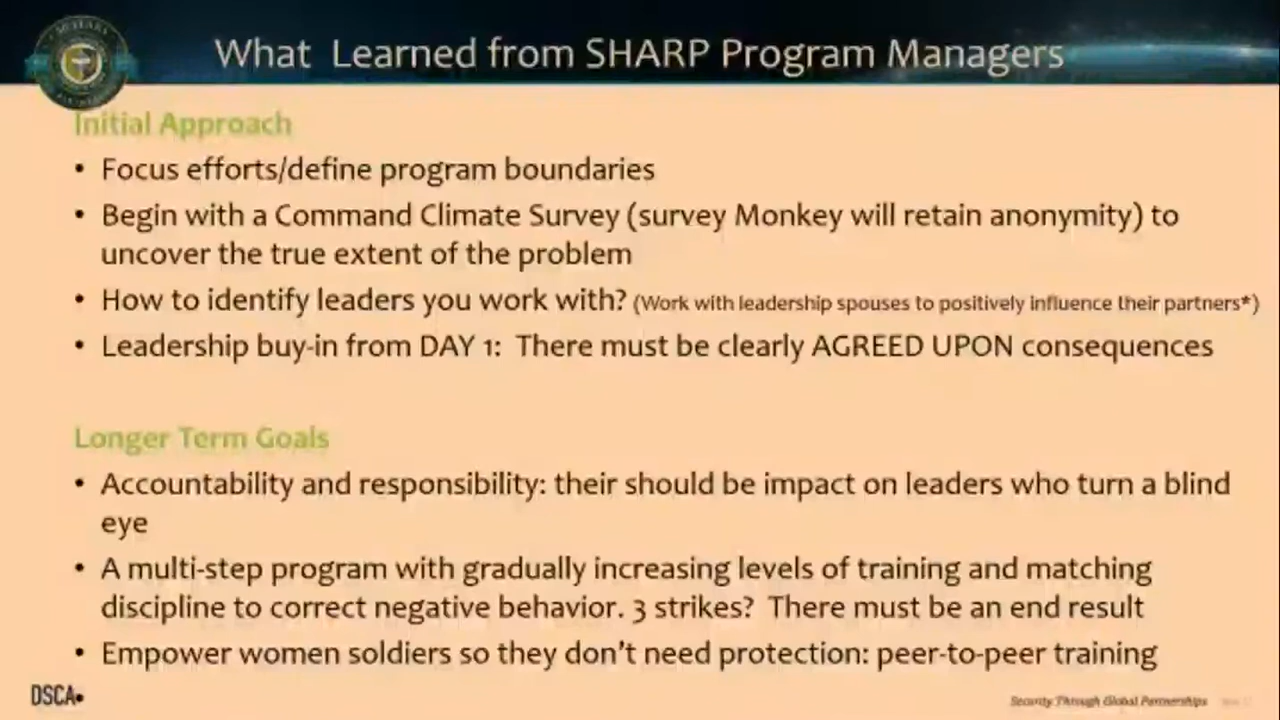 What Learned from SHARP Program Managers
Initial Approach
• Focus efforts/define program boundaries
• Begin with a Command Climate Survey (survey Monkey will retain anonymity) to
uncover the true extent of the problem
• How to identify leaders you work with? (Work with leadership spouses to positively influence their partners*)
• Leadership buy-in from DAY 1: There must be clearly AGREED UPON consequences
Longer Term Goals
• Accountability and responsibility: their should be impact on leaders who turn a blind
eye
• A multi-step program with gradually increasing levels of training and matching
discipline to correct negative behavior. 3 strikes? There must be an end result
• Empower women soldiers so they don't need protection: peer-to-peer training
DSCA
Security Through Global Partnerships